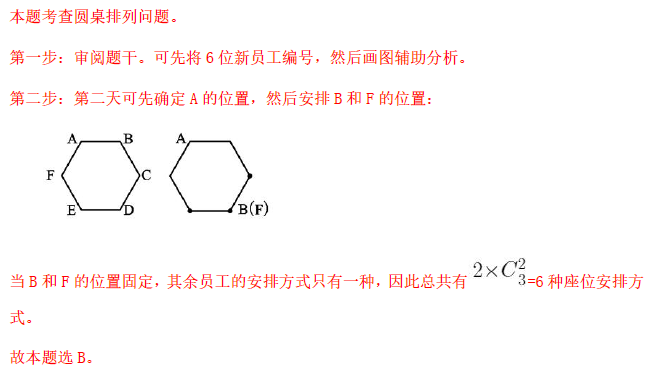 本题考查圆桌排列问题。
第一步：审阅题干。可先将 6 位新员工编号，然后画图辅助分析。
第二步：第二天可先确定 A 的位置，然后安排 B 和 F 的位置：
A B A
F C
E D B(F)
当 B 和 F 的位置固定，其余员工的安排方式只有一种，因此总共有 2×C₃²=6 种座位安排方
式。
故本题选 B。